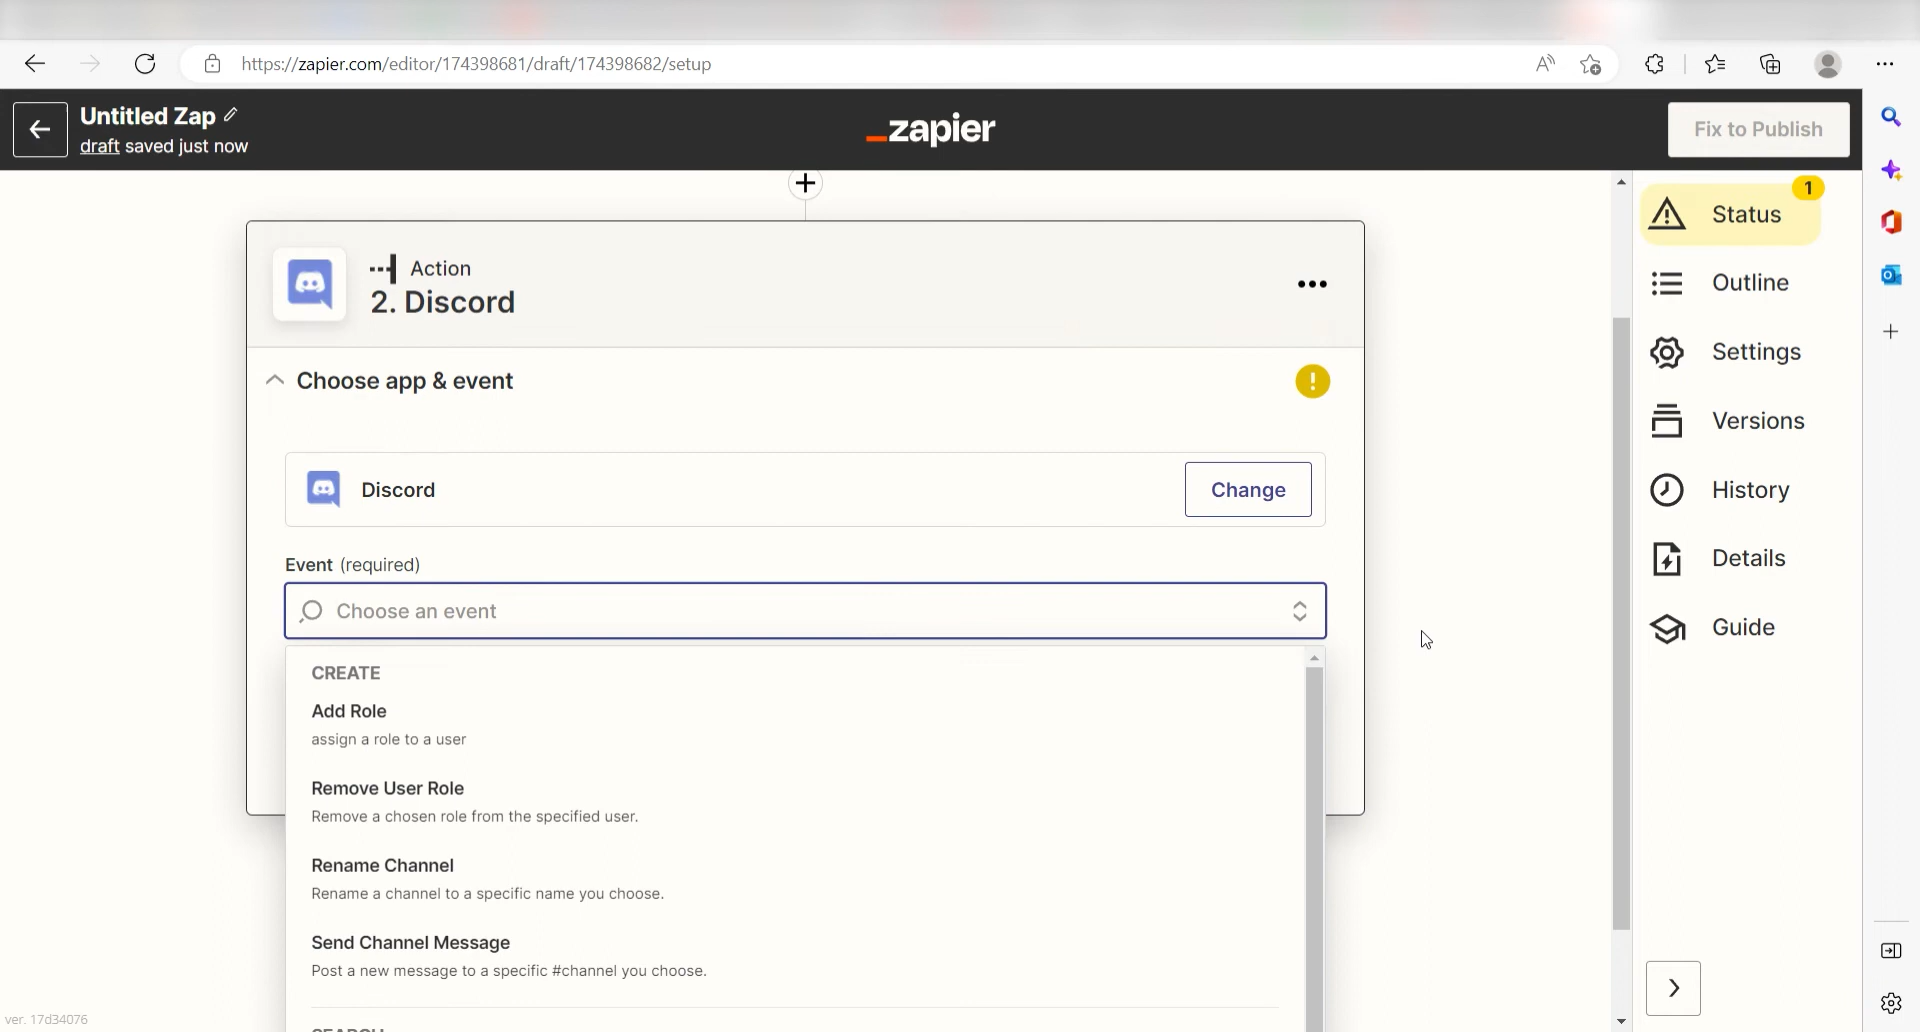 https://zapier.com/editor/174398681/draft/174398682/setup
Untitled Zap
draft saved just now
_zapier
Fix to Publish
1
Status
Outline
Settings
Versions
History
Details
Guide
Action
2. Discord
Choose app & event
Discord
Change
Event (required)
Choose an event
CREATE
Add Role
assign a role to a user
Remove User Role
Remove a chosen role from the specified user.
Rename Channel
Rename a channel to a specific name you choose.
Send Channel Message
Post a new message to a specific #channel you choose.
SEARCH
ver. 17d34076